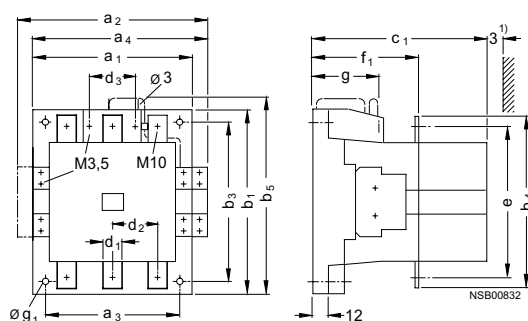 a2
a4
a1
d3
Ø 3
M3,5
M10
d2
d1
b3
b1
b5
Ø g1
a3
c1
3 1)
f1
g
e
b4
NSB00832
12